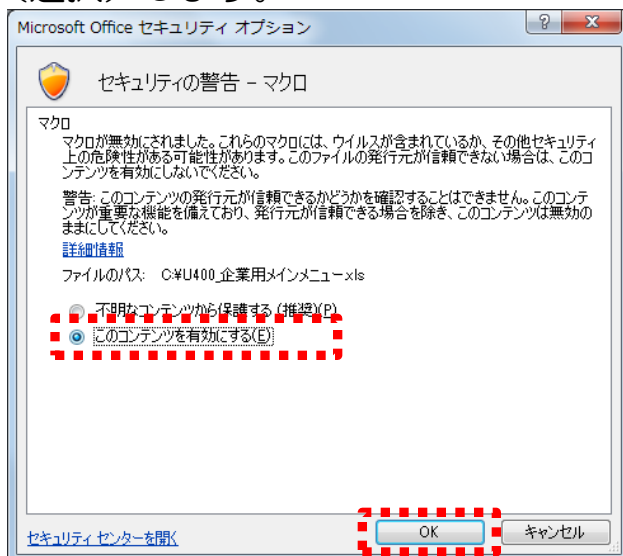 Microsoft Office セキュリティ オプション
セキュリティの警告 - マクロ
マクロ
マクロが無効にされました。これらのマクロには、ウイルスが含まれているか、その他セキュリティ
上の危険性がある可能性があります。このファイルの発行元が信頼できない場合は、このコ
ンテンツを有効にしないでください。
警告: このコンテンツの発行元が信頼できるかどうかを確認することはできません。このコンテ
ンツが重要な機能を備えており、発行元が信頼できる場合を除き、このコンテンツは無効の
ままにしてください。
詳細情報
ファイルのパス: C:¥U400_企業用メインメニュー.xls
不明なコンテンツから保護する (推奨)(P)
このコンテンツを有効にする(E)
セキュリティ センターを開く
OK
キャンセル